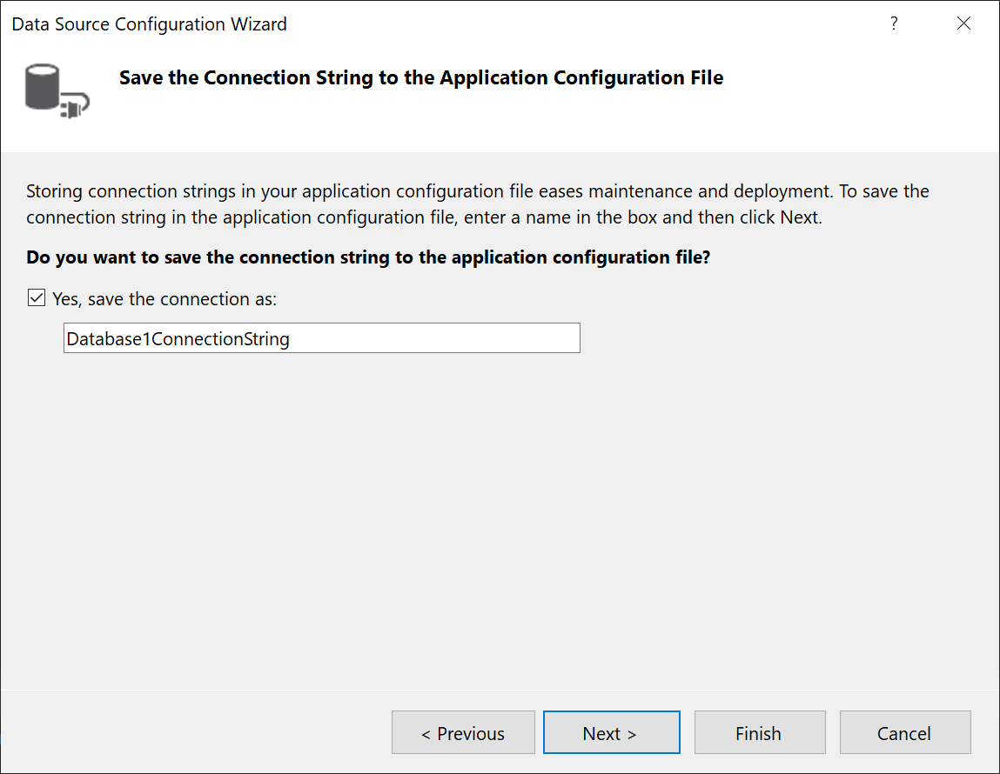 Data Source Configuration Wizard
?
Save the Connection String to the Application Configuration File
Storing connection strings in your application configuration file eases maintenance and deployment. To save the
connection string in the application configuration file, enter a name in the box and then click Next.
Do you want to save the connection string to the application configuration file?
Yes, save the connection as:
Database1ConnectionString
< Previous
Next >
Finish
Cancel